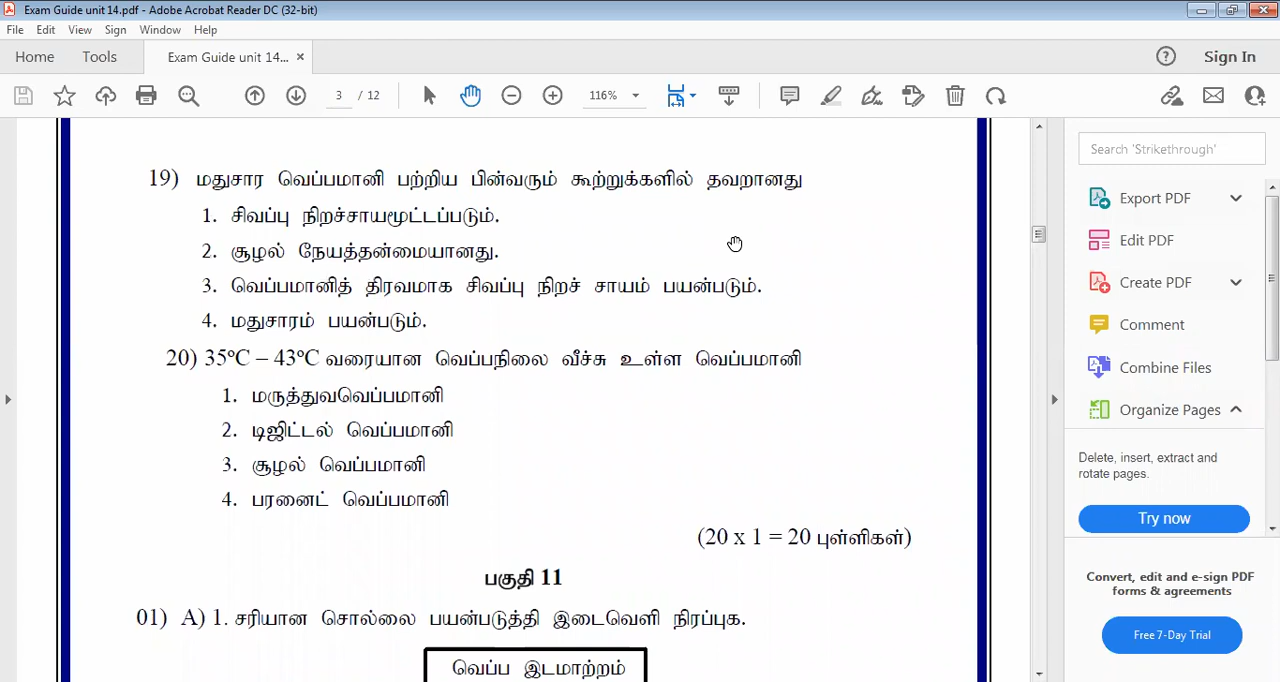 Exam Guide unit 14.pdf - Adobe Acrobat Reader DC (32-bit)
File Edit View Sign Window Help
Home Tools Exam Guide unit 14... × Sign In
3 / 12 116%
19) மதுசார வெப்பமானி பற்றிய பின்வரும் கூற்றுக்களில் தவறானது
1. சிவப்பு நிறச்சாயமூட்டப்படும்.
2. சூழல் நேயத்தன்மையானது.
3. வெப்பமானித் திரவமாக சிவப்பு நிறச் சாயம் பயன்படும்.
4. மதுசாரம் பயன்படும்.
20) 35ºC – 43ºC வரையான வெப்பநிலை வீச்சு உள்ள வெப்பமானி
1. மருத்துவவெப்பமானி
2. டிஜிட்டல் வெப்பமானி
3. சூழல் வெப்பமானி
4. பரனைட் வெப்பமானி
(20 x 1 = 20 புள்ளிகள்)
பகுதி 11
01) A) 1. சரியான சொல்லை பயன்படுத்தி இடைவெளி நிரப்புக.
வெப்ப இடமாற்றம்
Search 'Strikethrough'
Export PDF
Edit PDF
Create PDF
Comment
Combine Files
Organize Pages
Delete, insert, extract and
rotate pages.
Try now
Convert, edit and e-sign PDF
forms & agreements
Free 7-Day Trial